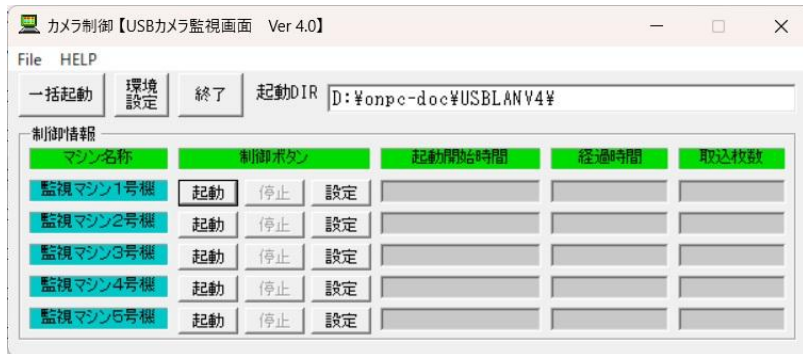 カメラ制御【USBカメラ監視画面　Ver 4.0】
File HELP
一括起動 環境設定 終了 起動DIR D:¥onpc-doc¥USBLANV4¥
制御情報
マシン名称 制御ボタン 起動開始時間 経過時間 取込枚数
監視マシン1号機 起動 停止 設定
監視マシン2号機 起動 停止 設定
監視マシン3号機 起動 停止 設定
監視マシン4号機 起動 停止 設定
監視マシン5号機 起動 停止 設定